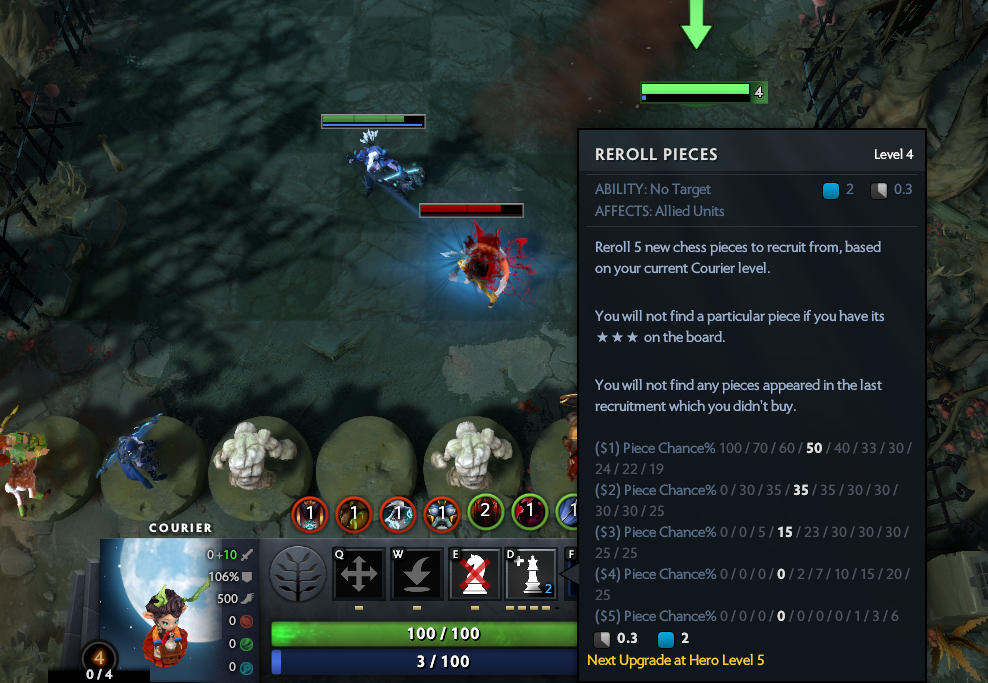 4
REROLL PIECES
Level 4
ABILITY: No Target
2
0.3
AFFECTS: Allied Units
Reroll 5 new chess pieces to recruit from, based
on your current Courier level.
You will not find a particular piece if you have its
★★★ on the board.
You will not find any pieces appeared in the last
recruitment which you didn't buy.
($1) Piece Chance% 100 / 70 / 60 / 50 / 40 / 33 / 30 /
24 / 22 / 19
($2) Piece Chance% 0 / 30 / 35 / 35 / 35 / 30 / 30 /
30 / 30 / 25
($3) Piece Chance% 0 / 0 / 5 / 15 / 23 / 30 / 30 / 30 /
25 / 25
($4) Piece Chance% 0 / 0 / 0 / 0 / 2 / 7 / 10 / 15 / 20 /
25
($5) Piece Chance% 0 / 0 / 0 / 0 / 0 / 0 / 0 / 1 / 3 / 6
0.3 2
Next Upgrade at Hero Level 5
1 1 1 1 2 1 1
COURIER
0+10
106%
500
0
0
0
4
0/4
Q W E D F
2
100 / 100
3 / 100